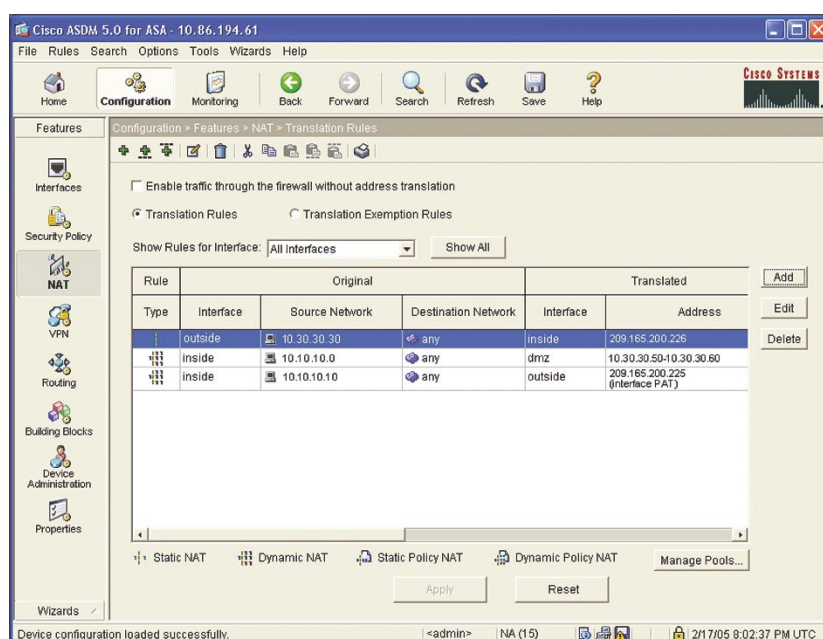 Cisco ASDM 5.0 for ASA - 10.86.194.61
File Rules Search Options Tools Wizards Help
Home Configuration Monitoring Back Forward Search Refresh Save Help
CISCO SYSTEMS
Features
Configuration > Features > NAT > Translation Rules
Interfaces
Security Policy
NAT
VPN
Routing
Building Blocks
Device Administration
Properties
Wizards
Enable traffic through the firewall without address translation
Translation Rules Translation Exemption Rules
Show Rules for Interface: All Interfaces Show All
Rule Original Translated
Type Interface Source Network Destination Network Interface Address
outside 10.30.30.30 any inside 209.165.200.226
inside 10.10.10.0 any dmz 10.30.30.50-10.30.30.60
inside 10.10.10.10 any outside 209.165.200.225
(interface PAT)
Add
Edit
Delete
Static NAT Dynamic NAT Static Policy NAT Dynamic Policy NAT Manage Pools...
Apply Reset
Device configuration loaded successfully. <admin> NA (15) 2/17/05 8:02:37 PM UTC